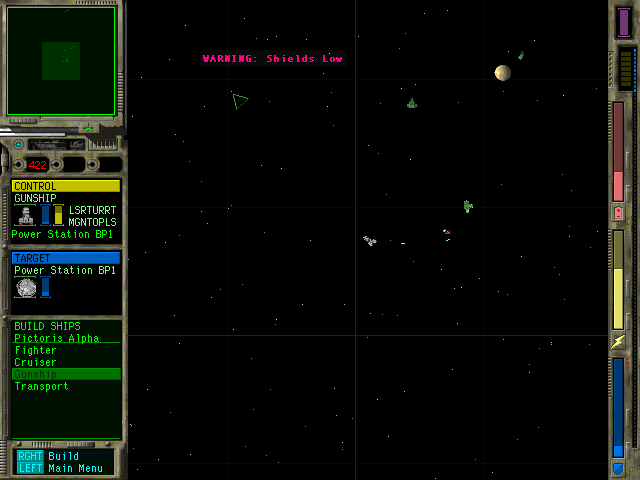 WARNING: Shields Low
422
CONTROL
GUNSHIP
LSRTURRT
MGNTOPLS
Power Station BP1
TARGET
Power Station BP1
BUILD SHIPS
Pictoris Alpha
Fighter
Cruiser
Gunship
Transport
RGHT Build
LEFT Main Menu